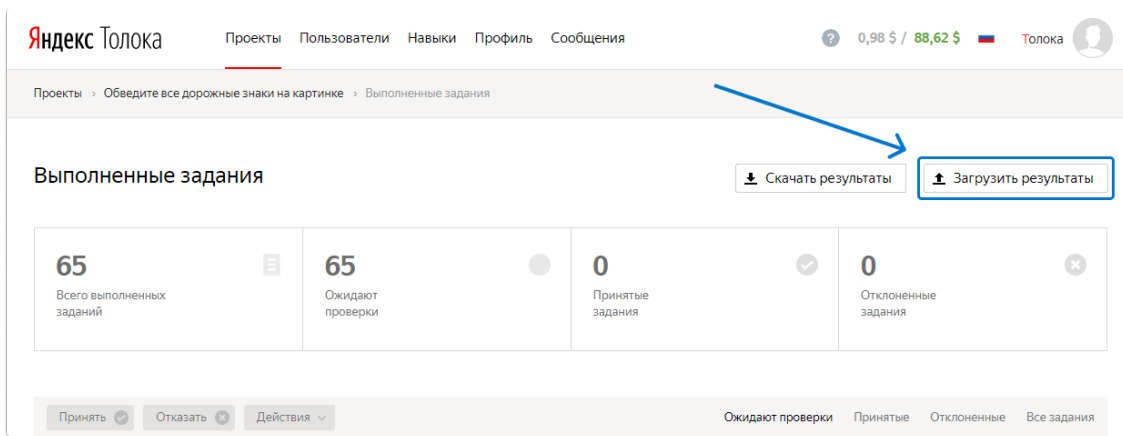 Яндекс Толока Проекты Пользователи Навыки Профиль Сообщения ? 0,98 $ / 88,62 $ Толока
Проекты › Обведите все дорожные знаки на картинке › Выполненные задания
Выполненные задания Скачать результаты Загрузить результаты
65 65 0 0
Всего выполненных Ожидают Принятые Отклоненные
заданий проверки задания задания
Принять Отказать Действия Ожидают проверки Принятые Отклоненные Все задания